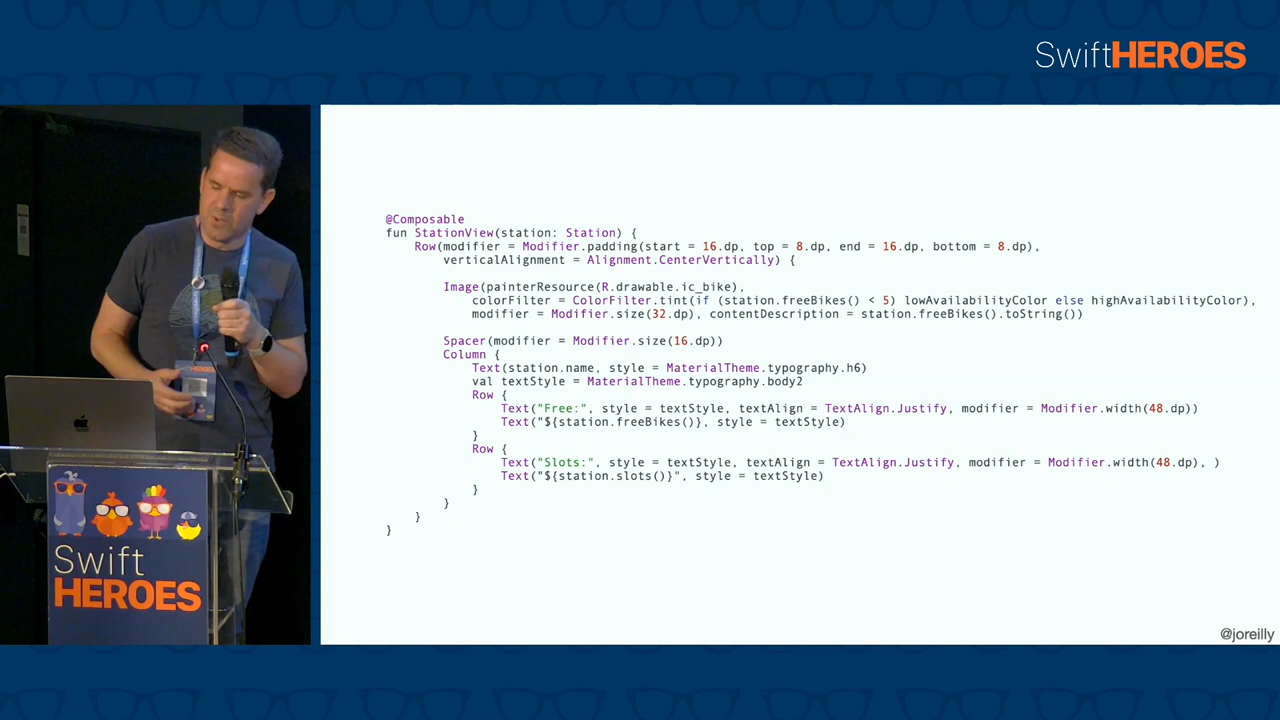 SwiftHEROES
@Composable
fun StationView(station: Station) {
Row(modifier = Modifier.padding(start = 16.dp, top = 8.dp, end = 16.dp, bottom = 8.dp),
verticalAlignment = Alignment.CenterVertically) {
Image(painterResource(R.drawable.ic_bike),
colorFilter = ColorFilter.tint(if (station.freeBikes() < 5) lowAvailabilityColor else highAvailabilityColor),
modifier = Modifier.size(32.dp), contentDescription = station.freeBikes().toString())
Spacer(modifier = Modifier.size(16.dp))
Column {
Text(station.name, style = MaterialTheme.typography.h6)
val textStyle = MaterialTheme.typography.body2
Row {
Text("Free:", style = textStyle, textAlign = TextAlign.Justify, modifier = Modifier.width(48.dp))
Text("${station.freeBikes()}, style = textStyle)
}
Row {
Text("Slots:", style = textStyle, textAlign = TextAlign.Justify, modifier = Modifier.width(48.dp), )
Text("${station.slots()}", style = textStyle)
}
}
}
}
@joreilly
HEROES
Swift
HEROES